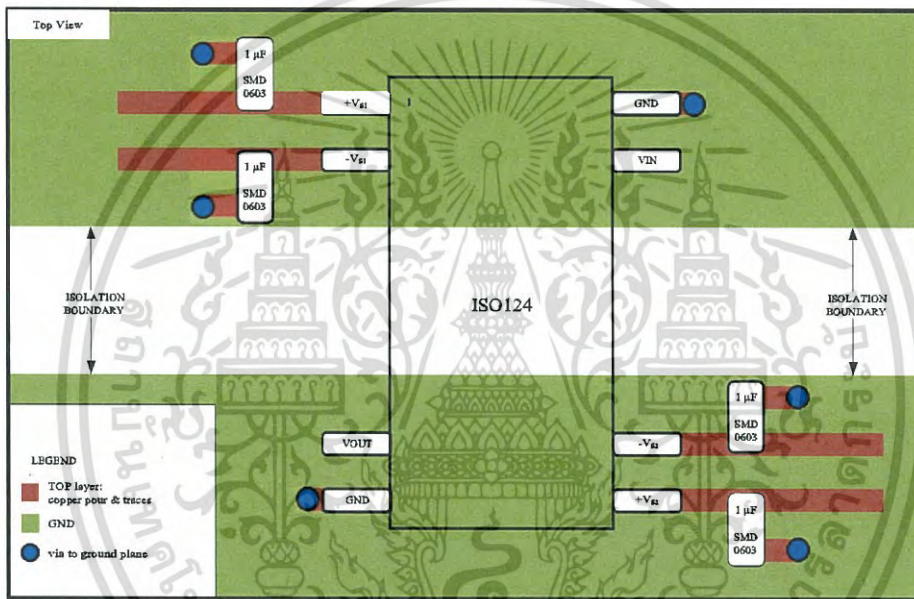 Top View
1 µF
SMD
0603
+VS1
1
GND
-VS1
1 µF
SMD
0603
VIN
ISOLATION
BOUNDARY
ISO124
ISOLATION
BOUNDARY
1 µF
SMD
0603
VOUT
-VS2
GND
+VS2
1 µF
SMD
0603
LEGEND
TOP layer:
copper pour & traces
GND
via to ground plane